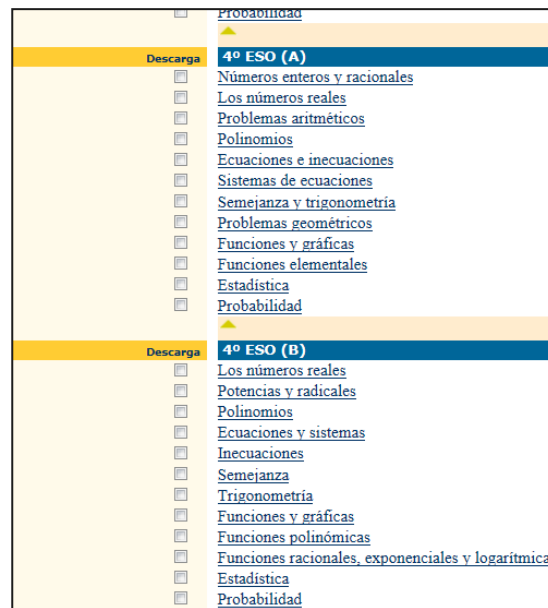 Probabilidad
Descarga 4º ESO (A)
Números enteros y racionales
Los números reales
Problemas aritméticos
Polinomios
Ecuaciones e inecuaciones
Sistemas de ecuaciones
Semejanza y trigonometría
Problemas geométricos
Funciones y gráficas
Funciones elementales
Estadística
Probabilidad
Descarga 4º ESO (B)
Los números reales
Potencias y radicales
Polinomios
Ecuaciones y sistemas
Inecuaciones
Semejanza
Trigonometría
Funciones y gráficas
Funciones polinómicas
Funciones racionales, exponenciales y logarítmica
Estadística
Probabilidad